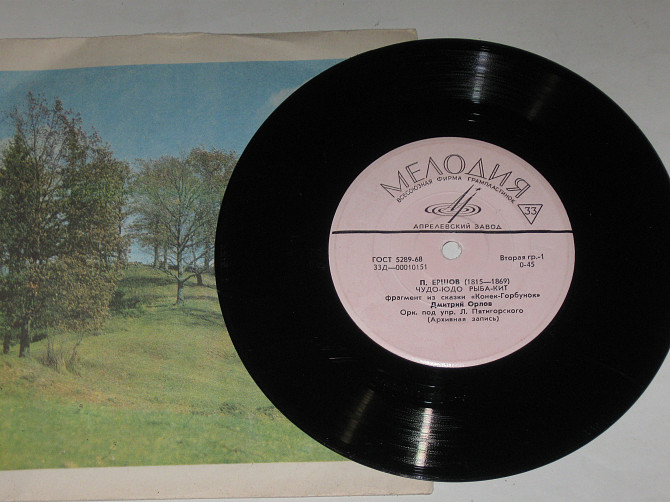 МЕЛОДИЯ
ВСЕСОЮЗНАЯ ФИРМА ГРАМПЛАСТИНОК
33
АПРЕЛЕВСКИЙ ЗАВОД
ГОСТ 5289-68 Вторая гр.-1
33Д—00010151 0-45
П. ЕРШОВ (1815—1869)
ЧУДО-ЮДО РЫБА-КИТ
фрагмент из сказки «Конек-Горбунок»
Дмитрий Орлов
Орк. под упр. Л. Пятигорского
(Архивная запись)